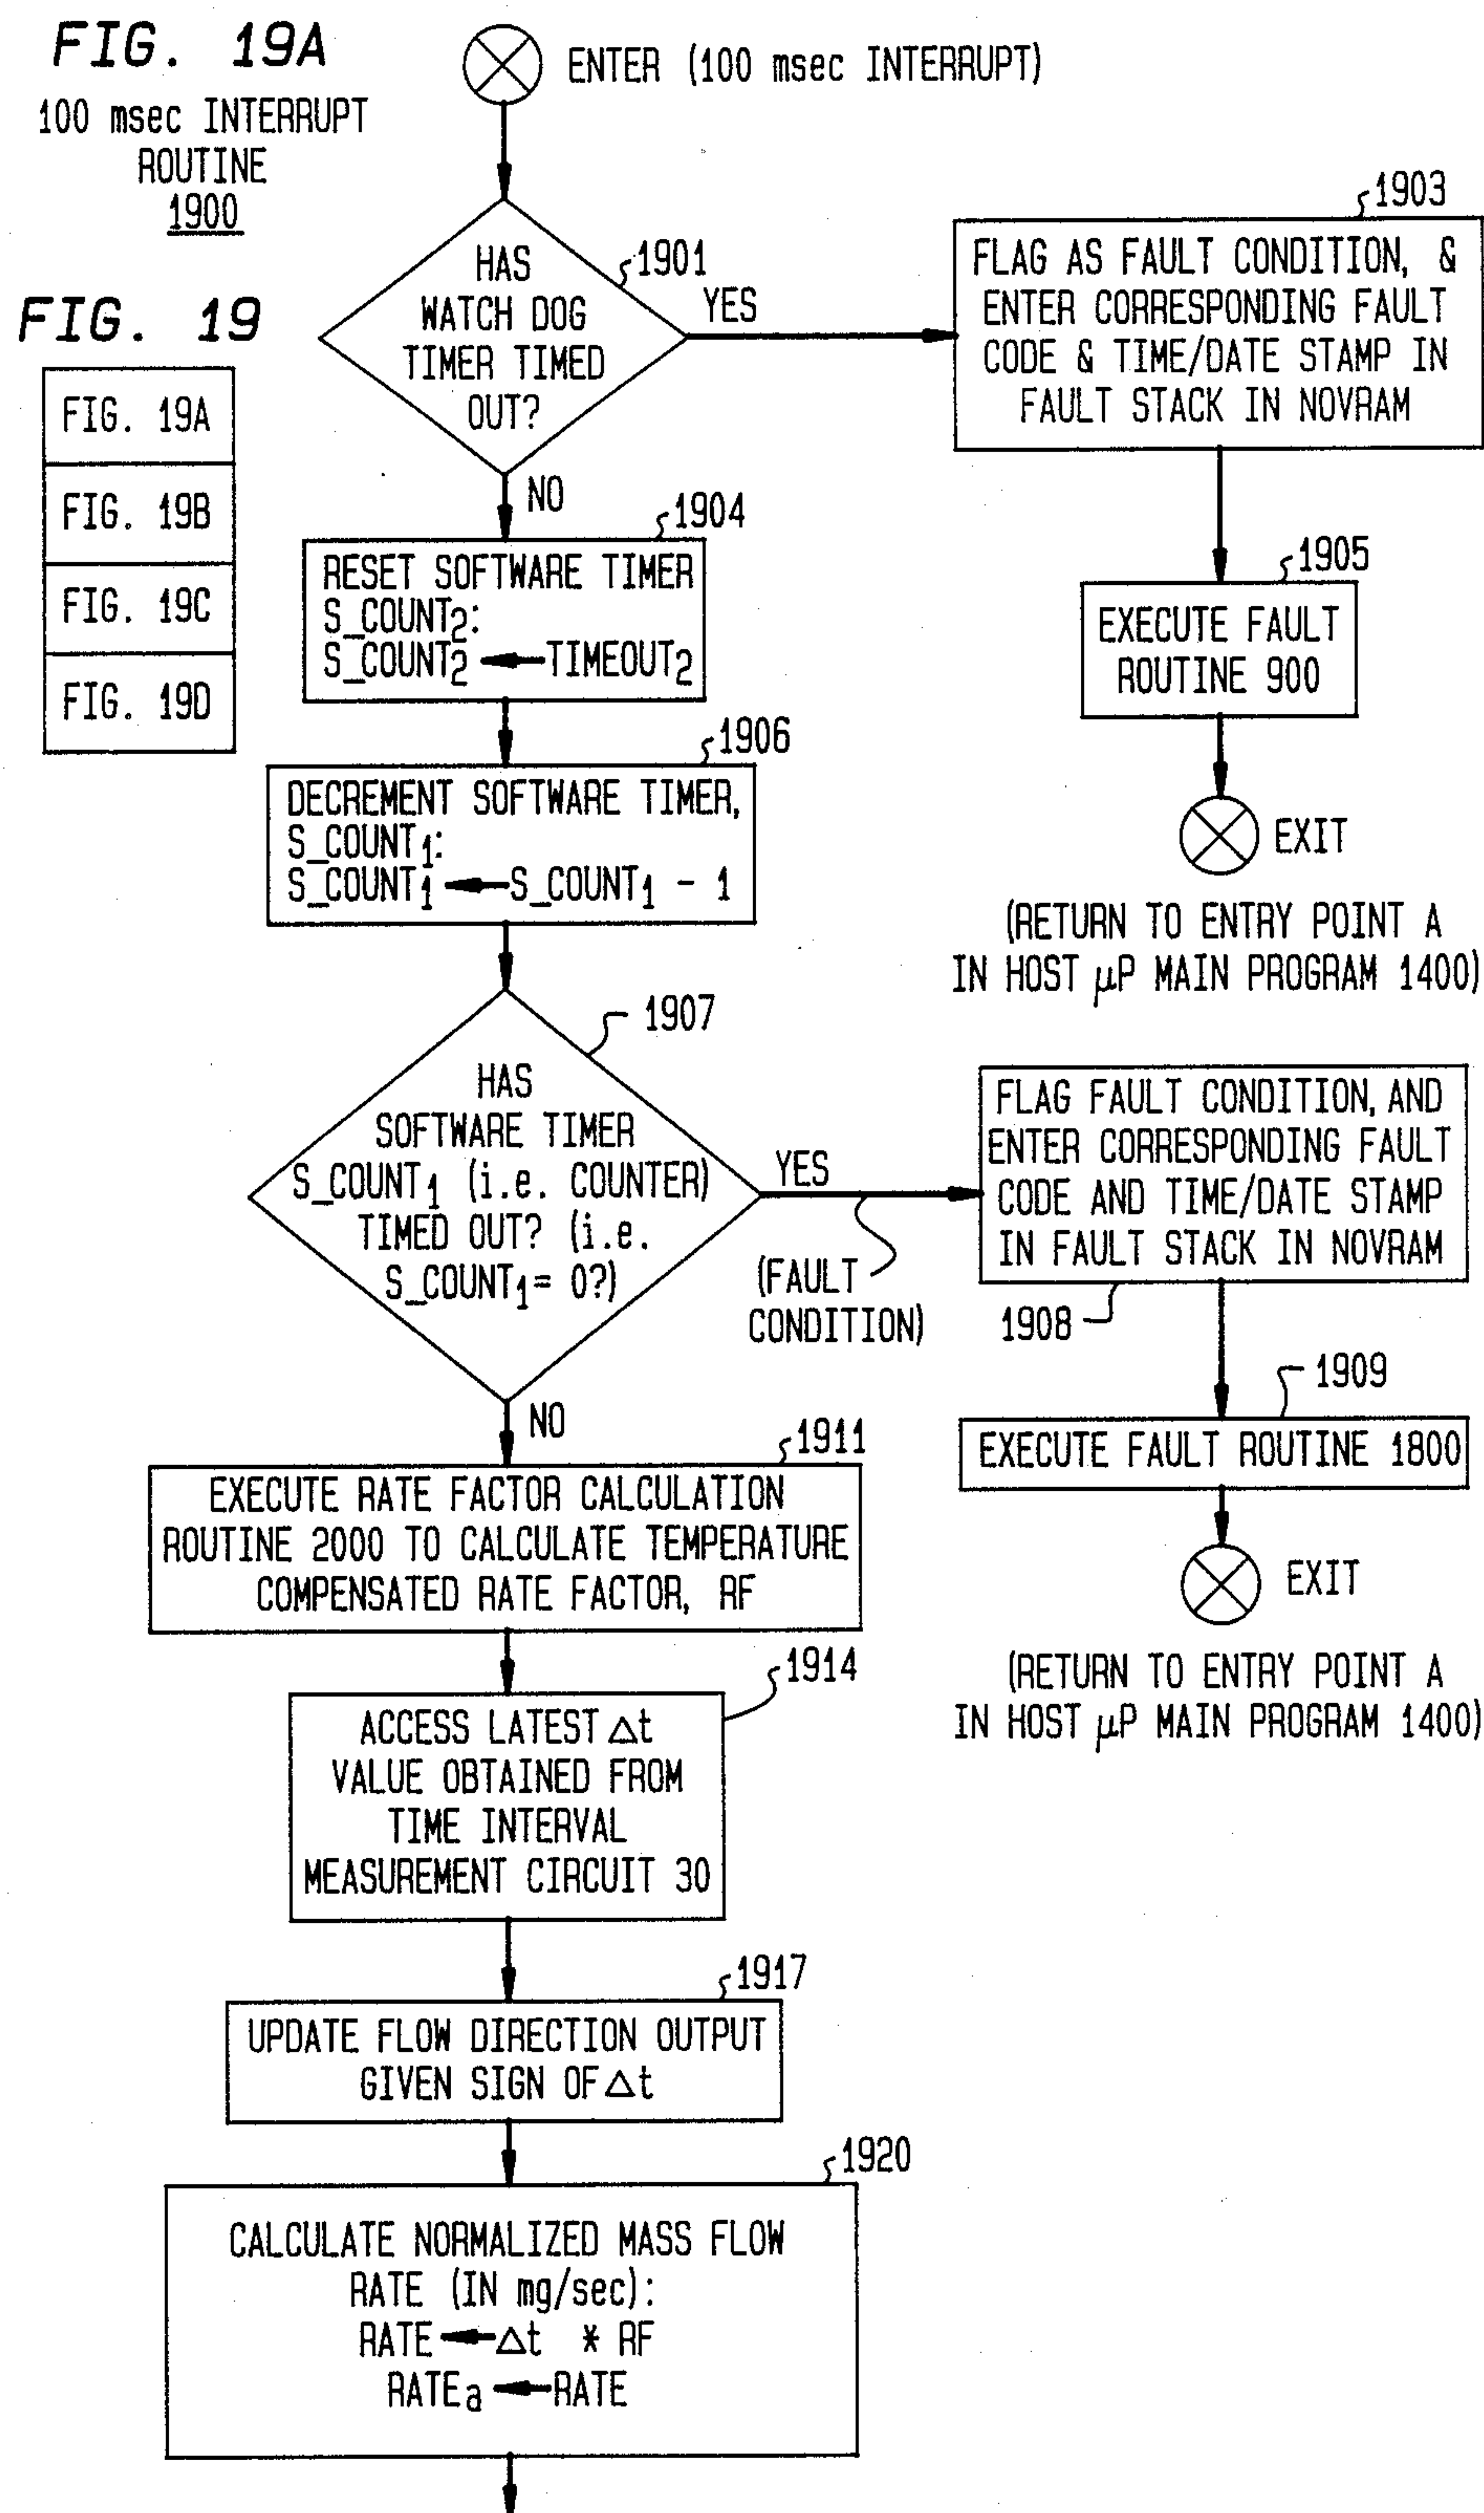 FIG. 19A
100 msec INTERRUPT
ROUTINE
1900
FIG. 19
FIG. 19A
FIG. 19B
FIG. 19C
FIG. 19D
ENTER (100 msec INTERRUPT)
HAS
WATCH DOG
TIMER TIMED
OUT?
1901
YES
NO
1903
FLAG AS FAULT CONDITION, &
ENTER CORRESPONDING FAULT
CODE & TIME/DATE STAMP IN
FAULT STACK IN NOVRAM
1905
EXECUTE FAULT
ROUTINE 900
EXIT
(RETURN TO ENTRY POINT A
IN HOST μP MAIN PROGRAM 1400)
1904
RESET SOFTWARE TIMER
S_COUNT2:
S_COUNT2 ← TIMEOUT2
1906
DECREMENT SOFTWARE TIMER,
S_COUNT1:
S_COUNT1 ← S_COUNT1 - 1
1907
HAS
SOFTWARE TIMER
S_COUNT1 (i.e. COUNTER)
TIMED OUT? (i.e.
S_COUNT1= 0?)
YES
(FAULT
CONDITION)
NO
FLAG FAULT CONDITION, AND
ENTER CORRESPONDING FAULT
CODE AND TIME/DATE STAMP
IN FAULT STACK IN NOVRAM
1908
1909
EXECUTE FAULT ROUTINE 1800
EXIT
(RETURN TO ENTRY POINT A
IN HOST μP MAIN PROGRAM 1400)
1911
EXECUTE RATE FACTOR CALCULATION
ROUTINE 2000 TO CALCULATE TEMPERATURE
COMPENSATED RATE FACTOR, RF
1914
ACCESS LATEST Δt
VALUE OBTAINED FROM
TIME INTERVAL
MEASUREMENT CIRCUIT 30
1917
UPDATE FLOW DIRECTION OUTPUT
GIVEN SIGN OF Δt
1920
CALCULATE NORMALIZED MASS FLOW
RATE (IN mg/sec):
RATE ← Δt * RF
RATEa ← RATE